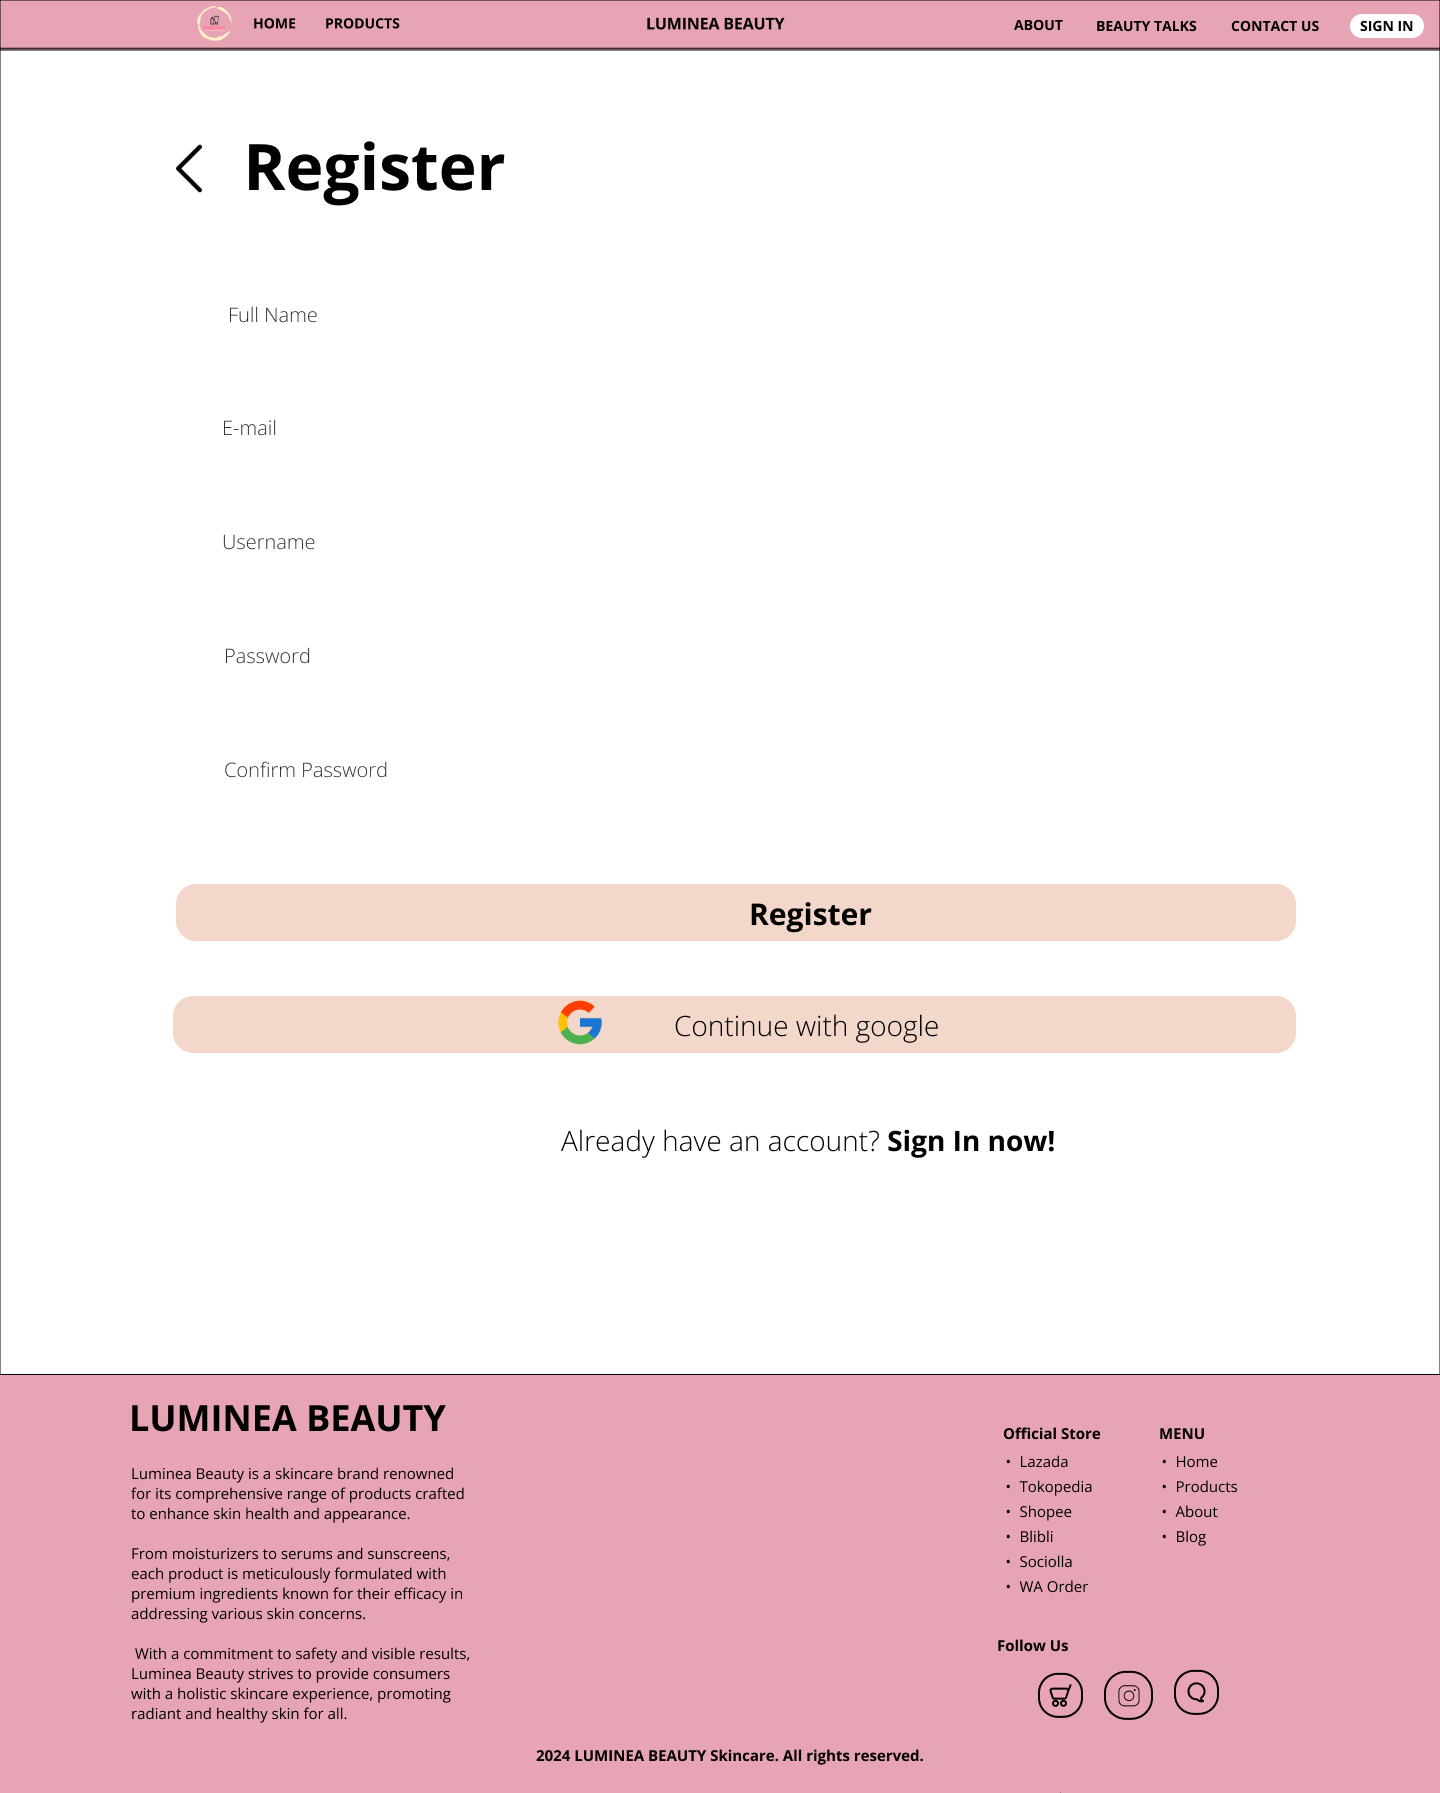 HOME
PRODUCTS
LUMINEA BEAUTY
ABOUT
BEAUTY TALKS
CONTACT US
SIGN IN
Register
Full Name
E-mail
Username
Password
Confirm Password
Register
Continue with google
Already have an account? Sign In now!
LUMINEA BEAUTY
Luminea Beauty is a skincare brand renowned
for its comprehensive range of products crafted
to enhance skin health and appearance.
From moisturizers to serums and sunscreens,
each product is meticulously formulated with
premium ingredients known for their efficacy in
addressing various skin concerns.
With a commitment to safety and visible results,
Luminea Beauty strives to provide consumers
with a holistic skincare experience, promoting
radiant and healthy skin for all.
Official Store
• Lazada
• Tokopedia
• Shopee
• Blibli
• Sociolla
• WA Order
MENU
• Home
• Products
• About
• Blog
Follow Us
2024 LUMINEA BEAUTY Skincare. All rights reserved.